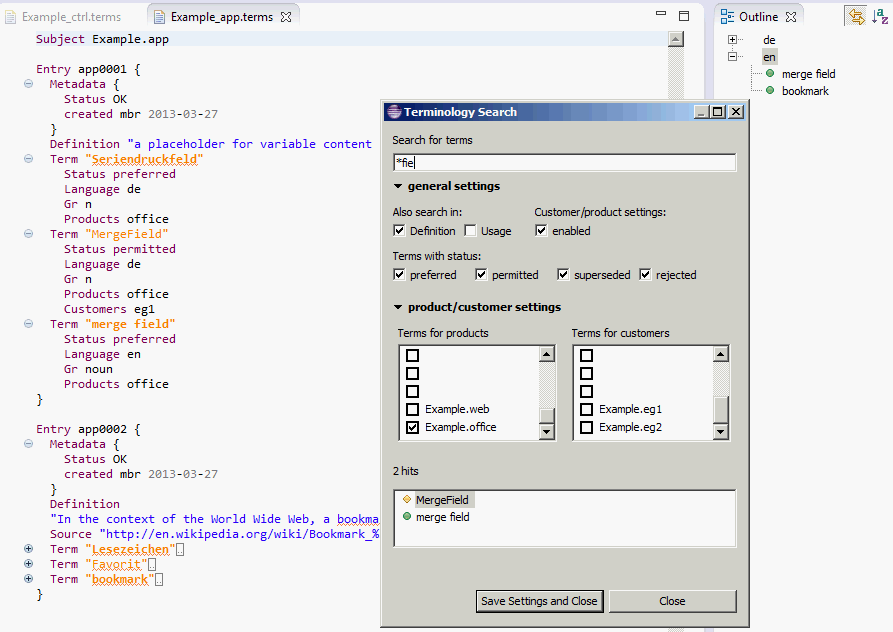 Example_ctrl.terms
Example_app.terms
Subject Example.app
Entry app0001 {
Metadata {
Status OK
created mbr 2013-03-27
}
Definition "a placeholder for variable content
Term "Seriendruckfeld"
Status preferred
Language de
Gr n
Products office
Term "MergeField"
Status permitted
Language de
Gr n
Products office
Customers eg1
Term "merge field"
Status preferred
Language en
Gr noun
Products office
}
Entry app0002 {
Metadata {
Status OK
created mbr 2013-03-27
}
Definition
"In the context of the World Wide Web, a bookma
Source "http://en.wikipedia.org/wiki/Bookmark_%
Term "Lesezeichen"
Term "Favorit"
Term "bookmark"
}
Terminology Search
Search for terms
*fie
general settings
Also search in:
Customer/product settings:
Definition
Usage
enabled
Terms with status:
preferred
permitted
superseded
rejected
product/customer settings
Terms for products
Terms for customers
Example.web
Example.office
Example.eg1
Example.eg2
2 hits
MergeField
merge field
Save Settings and Close
Close
Outline
a
z
de
en
merge field
bookmark